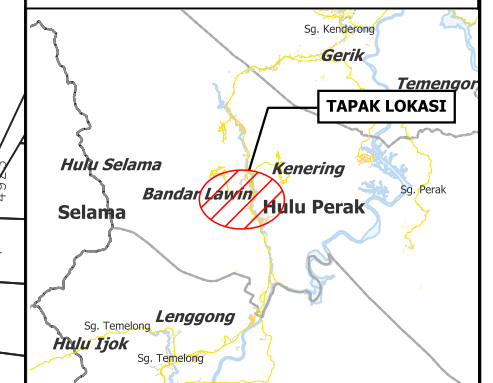 Sg. Kenderong
Gerik
Temengor
TAPAK LOKASI
Hulu Selama
Kenering
Bandar Lawin
Sg. Perak
Selama
Hulu Perak
Lenggong
Sg. Temelong
Hulu Ijok
Sg. Temelong